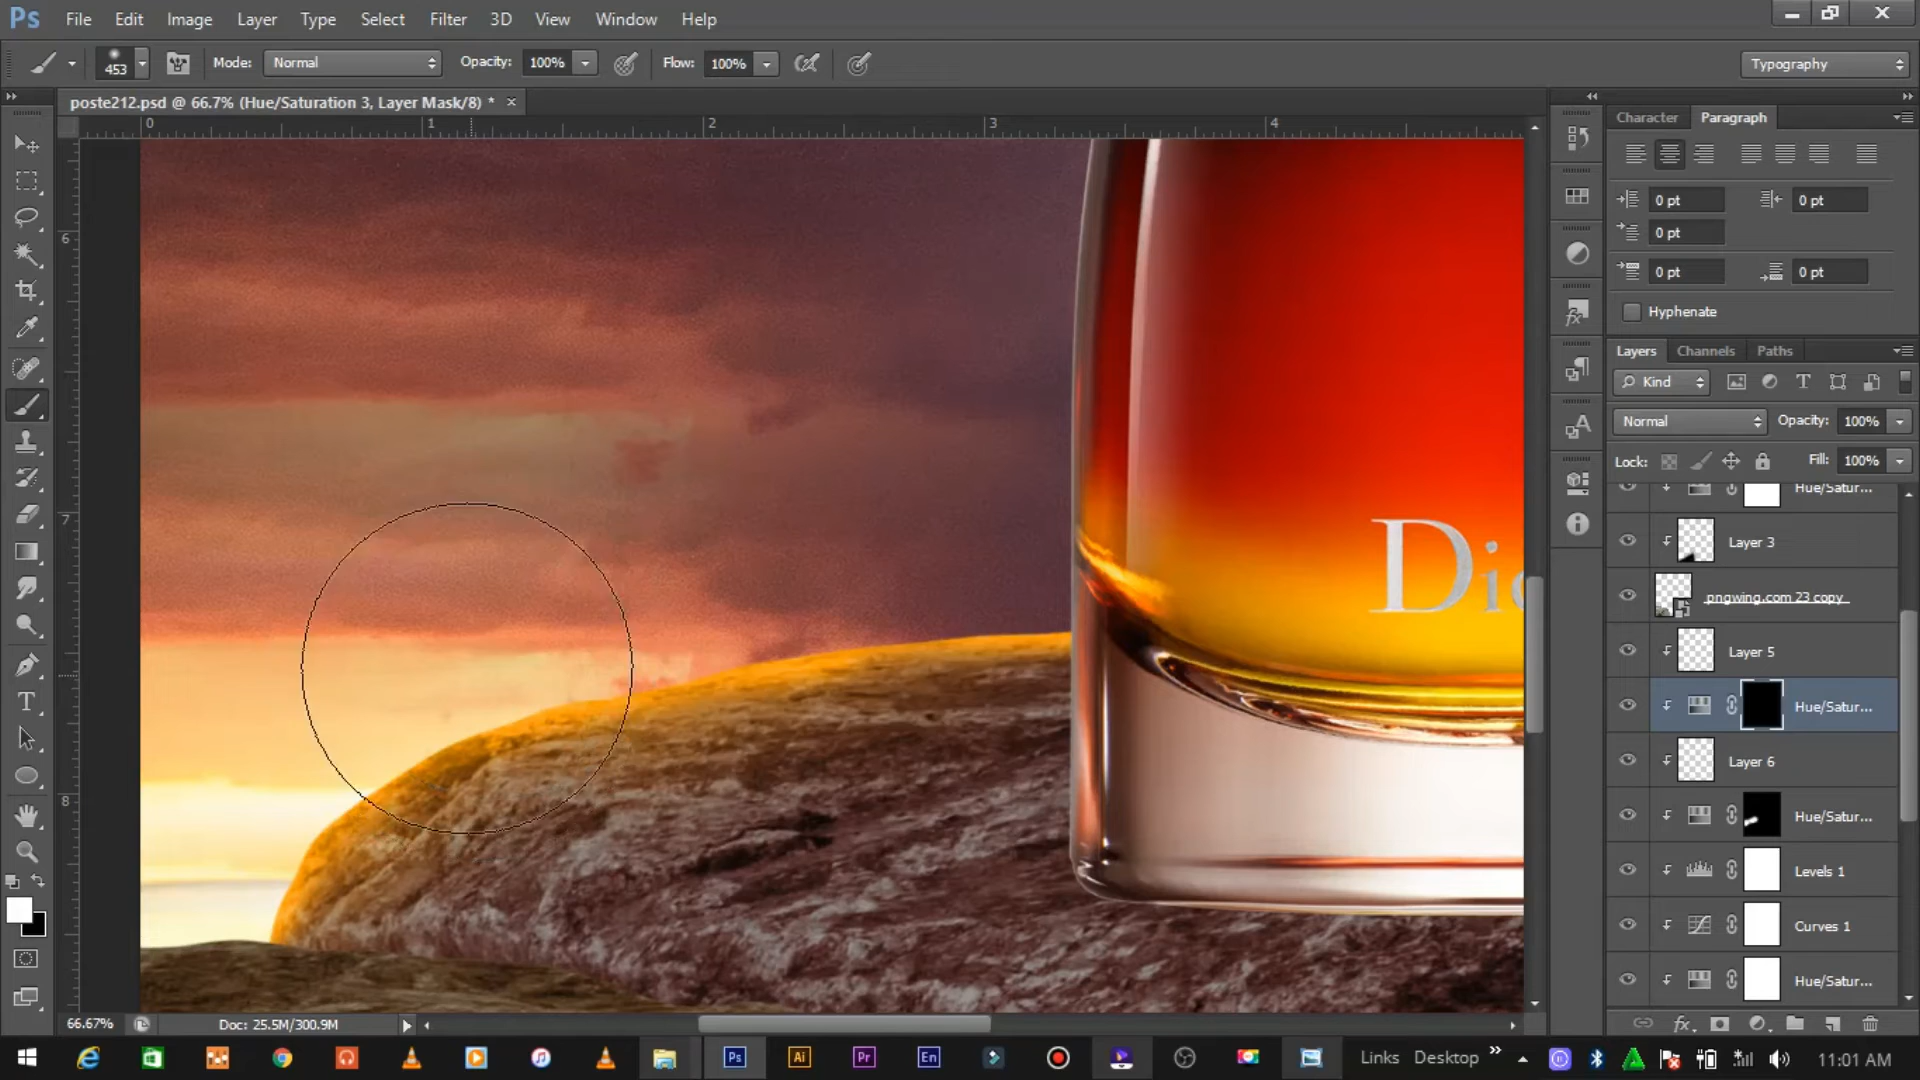 Ps File Edit Image Layer Type Select Filter 3D View Window Help
453 Mode: Normal Opacity: 100% Flow: 100% Typography
poste212.psd @ 66.7% (Hue/Saturation 3, Layer Mask/8) * ×
0 1 2 3 4
6
7
8
Character Paragraph
0 pt 0 pt
0 pt
0 pt 0 pt
Hyphenate
Layers Channels Paths
Kind
Normal Opacity: 100%
Lock: Fill: 100%
Hue/Satur...
Layer 3
pngwing.com 23 copy
Layer 5
Hue/Satur...
Layer 6
Hue/Satur...
Levels 1
Curves 1
Hue/Satur...
Dio
66.67% Doc: 25.5M/300.9M
Ps Ai Pr En Links Desktop 11:01 AM